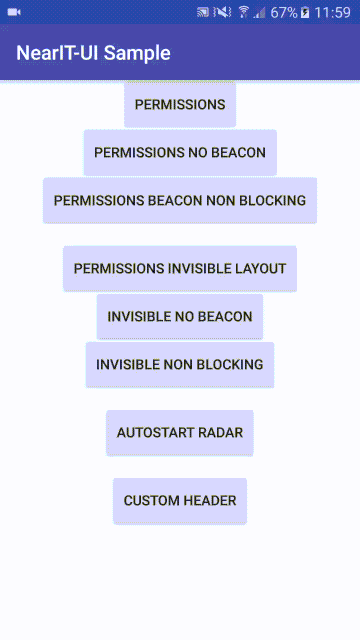 67% 11:59
NearIT-UI Sample
PERMISSIONS
PERMISSIONS NO BEACON
PERMISSIONS BEACON NON BLOCKING
PERMISSIONS INVISIBLE LAYOUT
INVISIBLE NO BEACON
INVISIBLE NON BLOCKING
AUTOSTART RADAR
CUSTOM HEADER